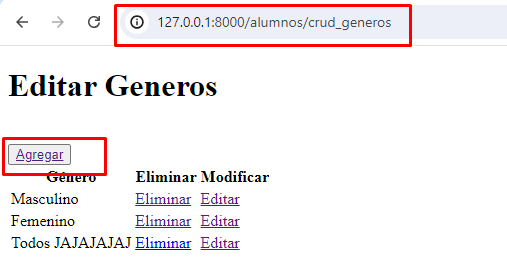 127.0.0.1:8000/alumnos/crud_generos
Editar Generos
Agregar
Género Eliminar Modificar
Masculino Eliminar Editar
Femenino Eliminar Editar
Todos JAJAJAJAJ Eliminar Editar